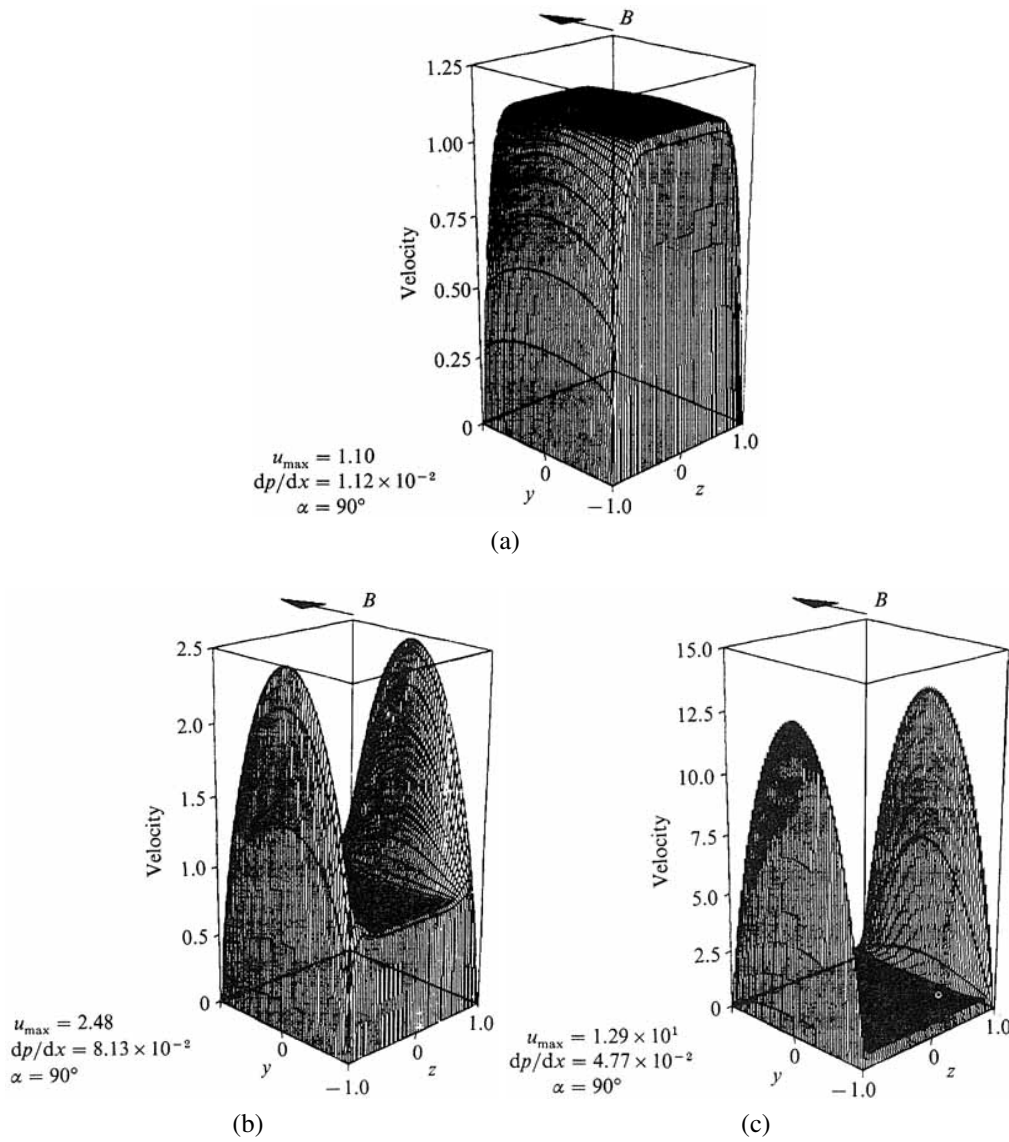 B
1.25
1.00
0.75
0.50
0.25
0
Velocity
y
0
-1.0
0
z
1.0
u_max = 1.10
dp/dx = 1.12 × 10⁻²
α = 90°
(a)
B
2.5
2.0
1.5
1.0
0.5
0
Velocity
y
0
-1.0
0
z
1.0
u_max = 2.48
dp/dx = 8.13 × 10⁻²
α = 90°
(b)
B
15.0
12.5
10.0
7.5
5.0
2.5
0
Velocity
y
0
-1.0
0
z
1.0
u_max = 1.29 × 10¹
dp/dx = 4.77 × 10⁻²
α = 90°
(c)